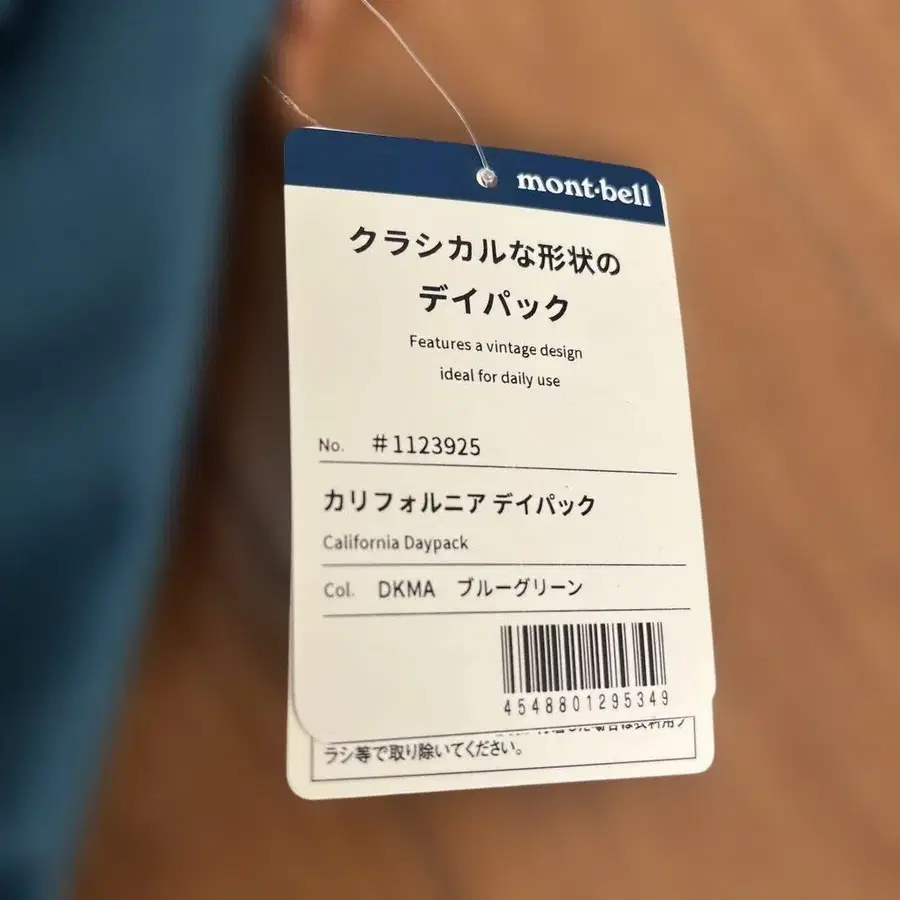 mont-bell
クラシカルな形状の
デイパック
Features a vintage design
ideal for daily use
No. #1123925
カリフォルニア デイパック
California Daypack
Col. DKMA ブルーグリーン
4548801295349
ラシ等で取り除いてください。